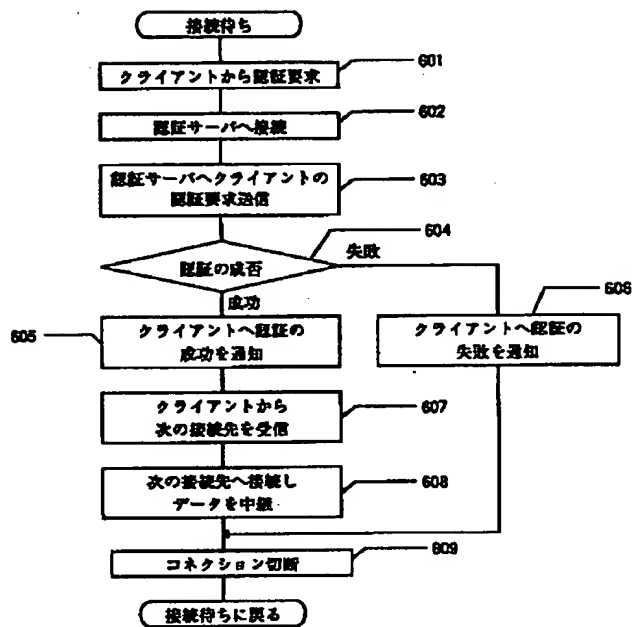 接続待ち
クライアントから認証要求
601
認証サーバへ接続
602
認証サーバへクライアントの
認証要求送信
603
認証の成否
604
失敗
成功
605
クライアントへ認証の
成功を通知
クライアントへ認証の
失敗を通知
606
クライアントから
次の接続先を受信
607
次の接続先へ接続し
データを中継
608
コネクション切断
609
接続待ちに戻る